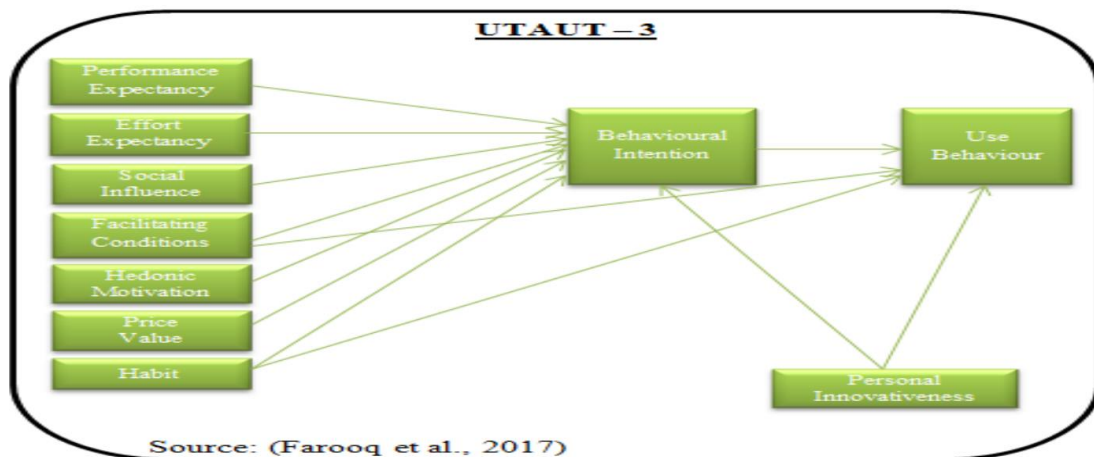 UTAUT – 3
Performance
Expectancy
Effort
Expectancy
Social
Influence
Facilitating
Conditions
Hedonic
Motivation
Price
Value
Habit
Behavioural
Intention
Use
Behaviour
Personal
Innovativeness
Source: (Farooq et al., 2017)